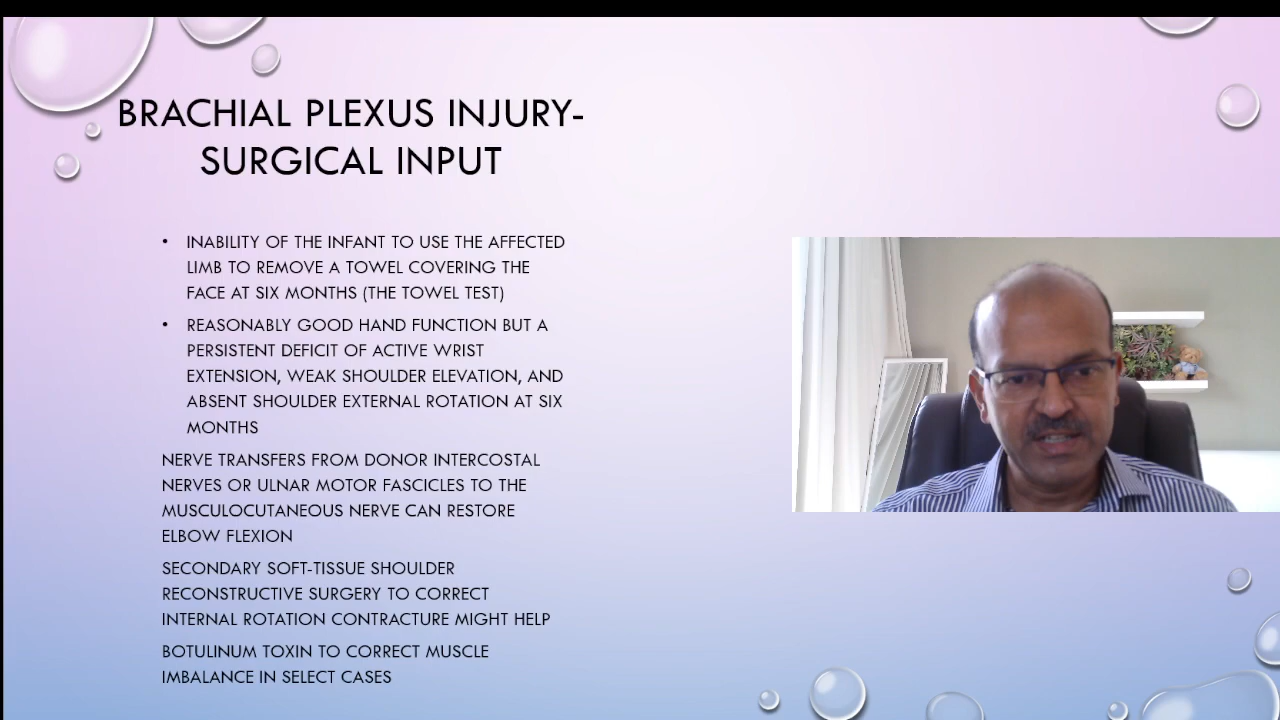 BRACHIAL PLEXUS INJURY-
SURGICAL INPUT
• INABILITY OF THE INFANT TO USE THE AFFECTED
LIMB TO REMOVE A TOWEL COVERING THE
FACE AT SIX MONTHS (THE TOWEL TEST)
• REASONABLY GOOD HAND FUNCTION BUT A
PERSISTENT DEFICIT OF ACTIVE WRIST
EXTENSION, WEAK SHOULDER ELEVATION, AND
ABSENT SHOULDER EXTERNAL ROTATION AT SIX
MONTHS
NERVE TRANSFERS FROM DONOR INTERCOSTAL
NERVES OR ULNAR MOTOR FASCICLES TO THE
MUSCULOCUTANEOUS NERVE CAN RESTORE
ELBOW FLEXION
SECONDARY SOFT-TISSUE SHOULDER
RECONSTRUCTIVE SURGERY TO CORRECT
INTERNAL ROTATION CONTRACTURE MIGHT HELP
BOTULINUM TOXIN TO CORRECT MUSCLE
IMBALANCE IN SELECT CASES